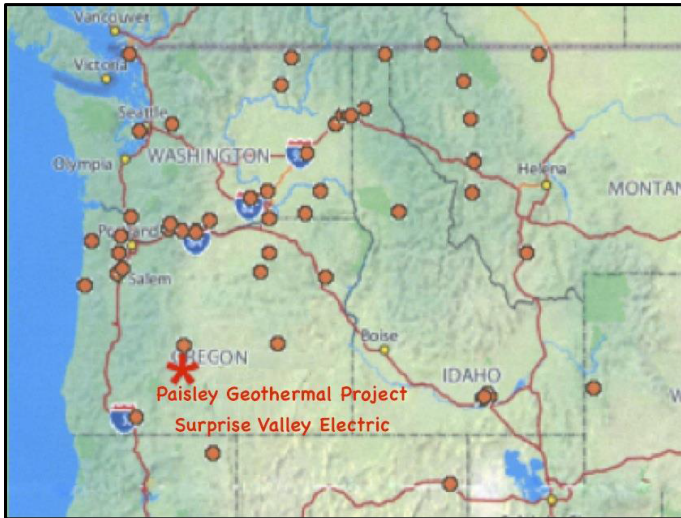 Vancouver
Victoria
Seattle
Olympia
WASHINGTON
Helena
MONTAN
Portland
Salem
Boise
OREGON
IDAHO
W
Paisley Geothermal Project
Surprise Valley Electric